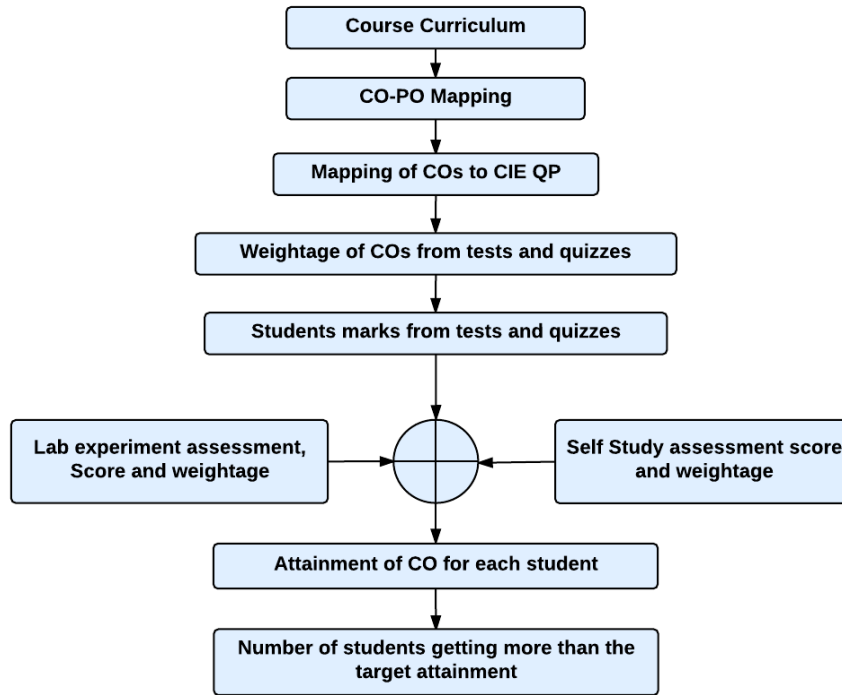 Course Curriculum
CO-PO Mapping
Mapping of COs to CIE QP
Weightage of COs from tests and quizzes
Students marks from tests and quizzes
Lab experiment assessment,
Score and weightage
Self Study assessment score
and weightage
Attainment of CO for each student
Number of students getting more than the
target attainment